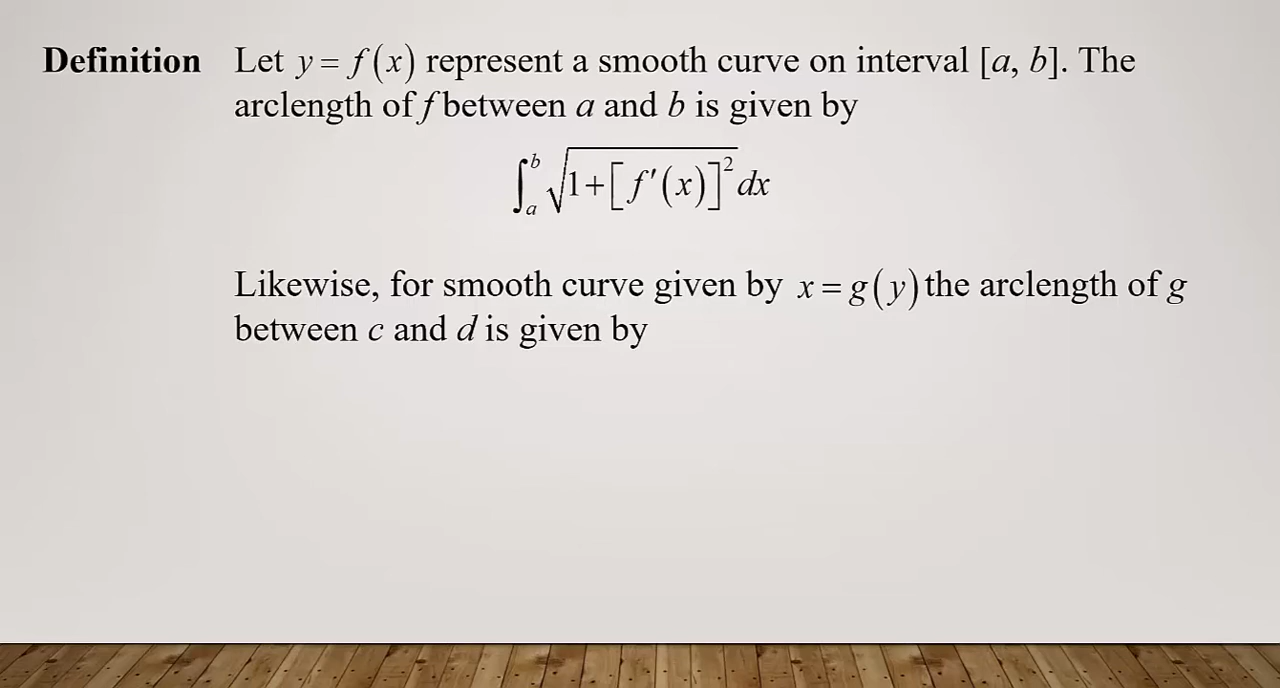 Definition Let y = f(x) represent a smooth curve on interval [a, b]. The
arclength of f between a and b is given by
∫_a^b √(1+[f′(x)]²) dx
Likewise, for smooth curve given by x = g(y) the arclength of g
between c and d is given by